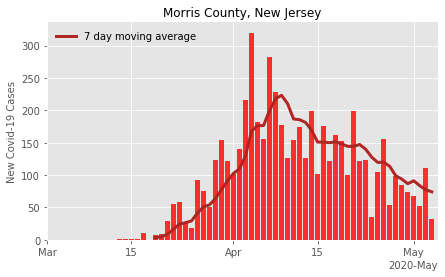 Morris County, New Jersey
7 day moving average
New Covid-19 Cases
300
250
200
150
100
50
0
Mar
15
Apr
15
May
2020-May